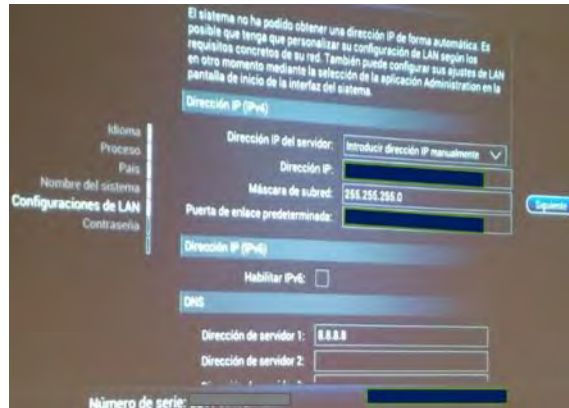 El sistema no ha podido obtener una dirección IP de forma automática. Es
posible que tenga que personalizar su configuración de LAN según los
requisitos concretos de su red. También puede configurar sus ajustes de LAN
en otro momento mediante la selección de la aplicación Administration en la
pantalla de inicio de la interfaz del sistema.
Dirección IP (IPv4)
Idioma
Proceso
País
Nombre del sistema
Configuraciones de LAN
Contraseña
Dirección IP del servidor: Introducir dirección IP manualmente
Dirección IP:
Máscara de subred: 255.255.255.0
Puerta de enlace predeterminada:
Siguiente
Dirección IP (IPv6)
Habilitar IPv6:
DNS
Dirección de servidor 1: 8.8.8.8
Dirección de servidor 2:
Número de serie: